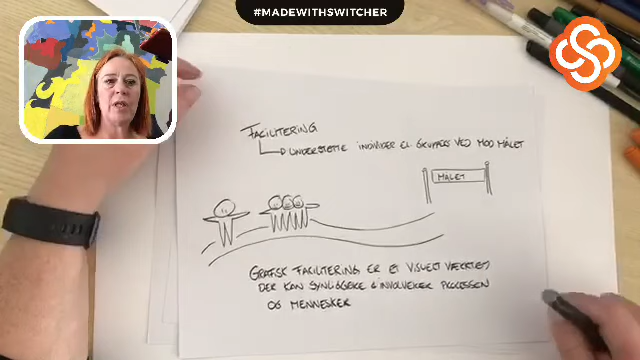 #MADEWITHSWITCHER
FACILITERING
UNDERSTØTTE INDIVIDER EL GRUPPER VEJ MOD MÅLET
MÅLET
GRAFISK FACILITERING ER ET VISUELT VÆRKTØJ
DER KAN SYNLIGGØRE & INVOLVERER PROCESSEN
OG MENNESKER